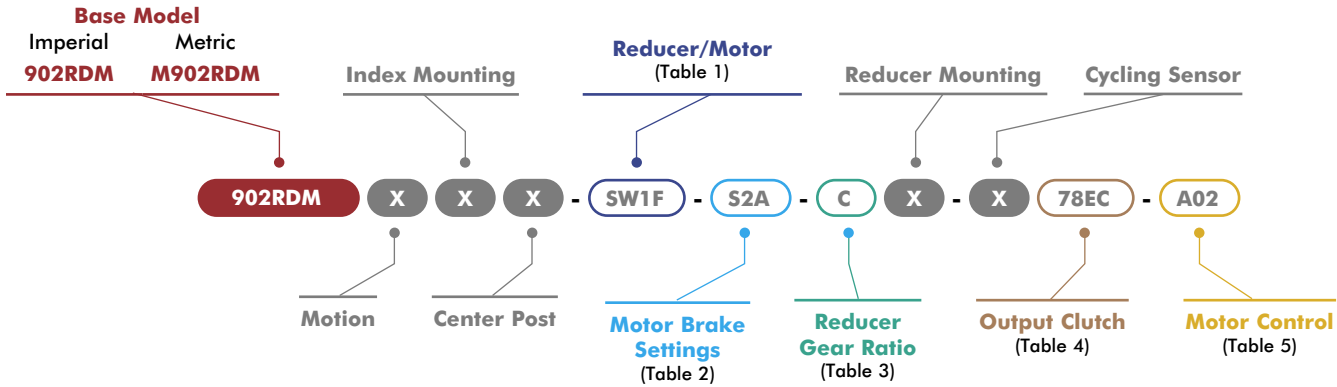 Base Model
Imperial Metric
902RDM M902RDM
Index Mounting
Reducer/Motor
(Table 1)
Reducer Mounting
Cycling Sensor
902RDM X X X - SW1F - S2A - C X - X 78EC - A02
Motion
Center Post
Motor Brake
Settings
(Table 2)
Reducer
Gear Ratio
(Table 3)
Output Clutch
(Table 4)
Motor Control
(Table 5)